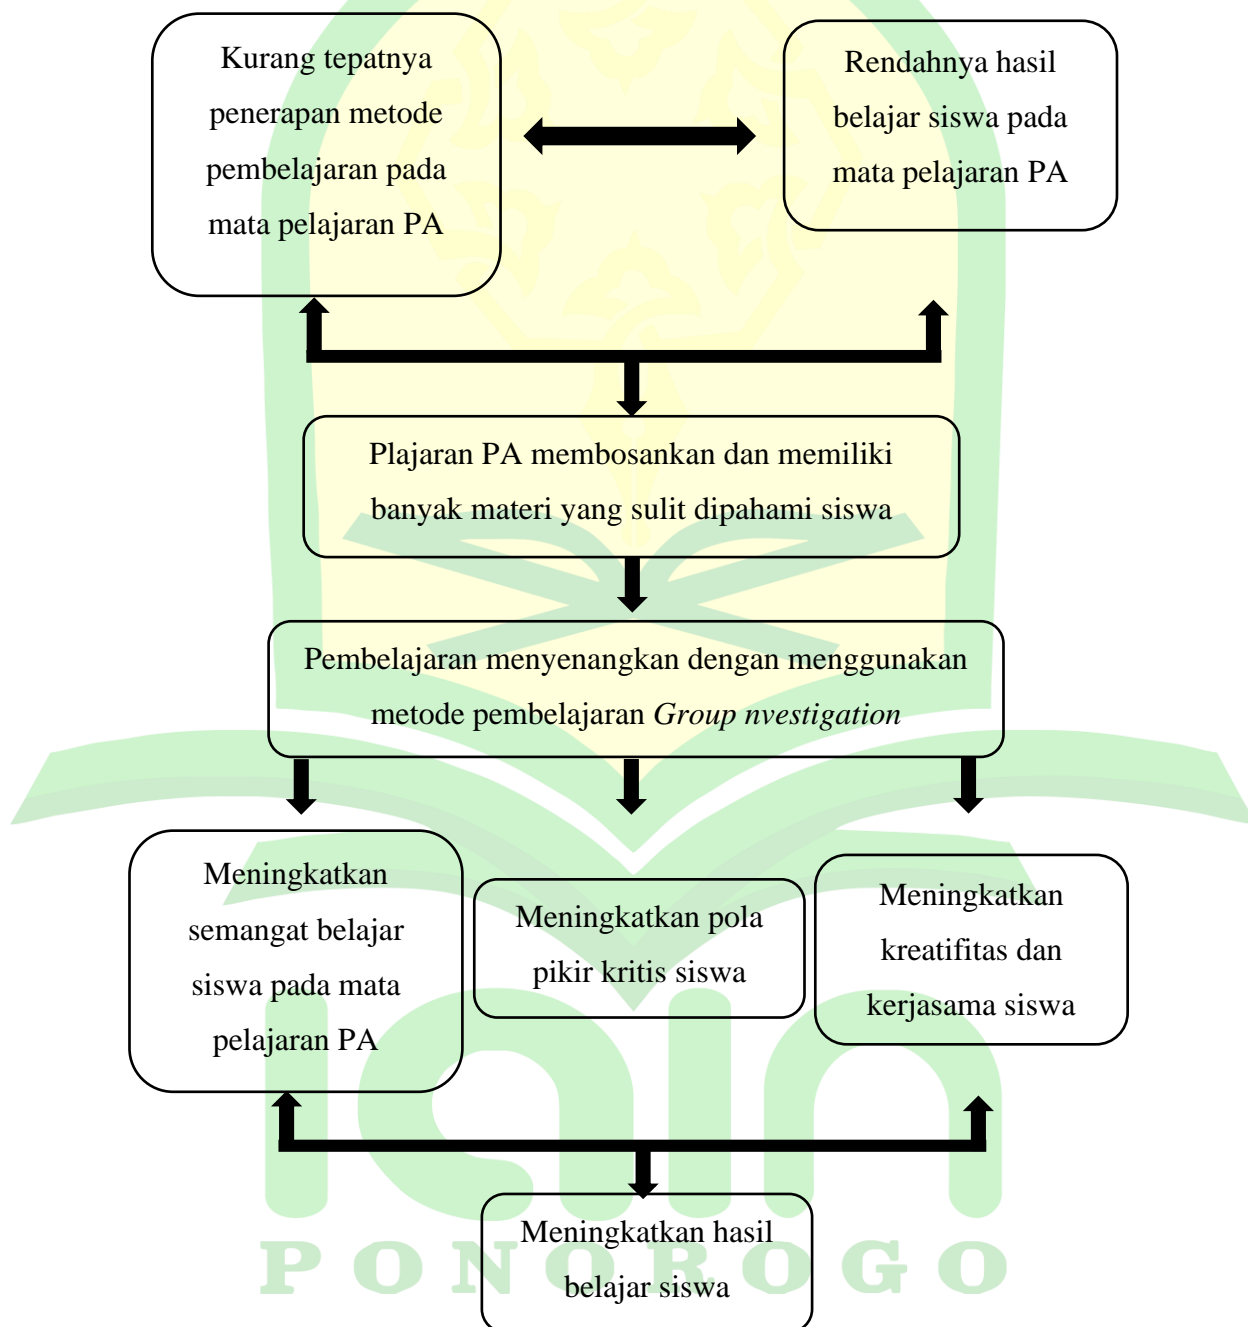 Kurang tepatnya
penerapan metode
pembelajaran pada
mata pelajaran PA
Rendahnya hasil
belajar siswa pada
mata pelajaran PA
Plajaran PA membosankan dan memiliki
banyak materi yang sulit dipahami siswa
Pembelajaran menyenangkan dengan menggunakan
metode pembelajaran Group nvestigation
Meningkatkan
semangat belajar
siswa pada mata
pelajaran PA
Meningkatkan pola
pikir kritis siswa
Meningkatkan
kreatifitas dan
kerjasama siswa
Meningkatkan hasil
belajar siswa
iain
PONOROGO